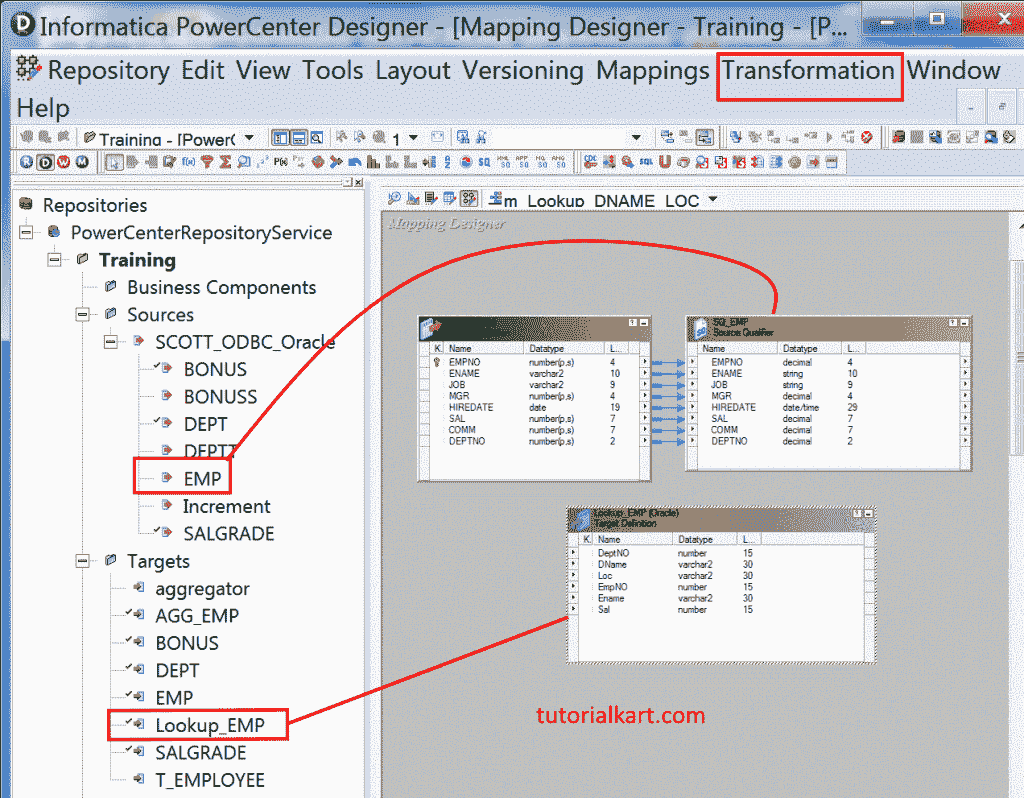 Informatica PowerCenter Designer - [Mapping Designer - Training - [P...
Repository Edit View Tools Layout Versioning Mappings Transformation Window
Help
Training - [PowerC
1
m_Lookup_DNAME_LOC
Repositories
PowerCenterRepositoryService
Training
Business Components
Sources
SCOTT_ODBC_Oracle
BONUS
BONUSS
DEPT
DEPTT
EMP
Increment
SALGRADE
Targets
aggregator
AGG_EMP
BONUS
DEPT
EMP
Lookup_EMP
SALGRADE
T_EMPLOYEE
Mapping Designer
K. Name Datatype L...
EMPNO number(p,s) 4
ENAME varchar2 10
JOB varchar2 9
MGR number(p,s) 4
HIREDATE date 19
SAL number(p,s) 7
COMM number(p,s) 7
DEPTNO number(p,s) 2
SQ_EMP
Source Qualifier
Name Datatype L...
EMPNO decimal 4
ENAME string 10
JOB string 9
MGR decimal 4
HIREDATE date/time 29
SAL decimal 7
COMM decimal 7
DEPTNO decimal 2
Lookup_EMP (Oracle)
Target Definition
K. Name Datatype L...
DeptNO number 15
DName varchar2 30
Loc varchar2 30
EmpNO number 15
Ename varchar2 30
Sal number 15
tutorialkart.com